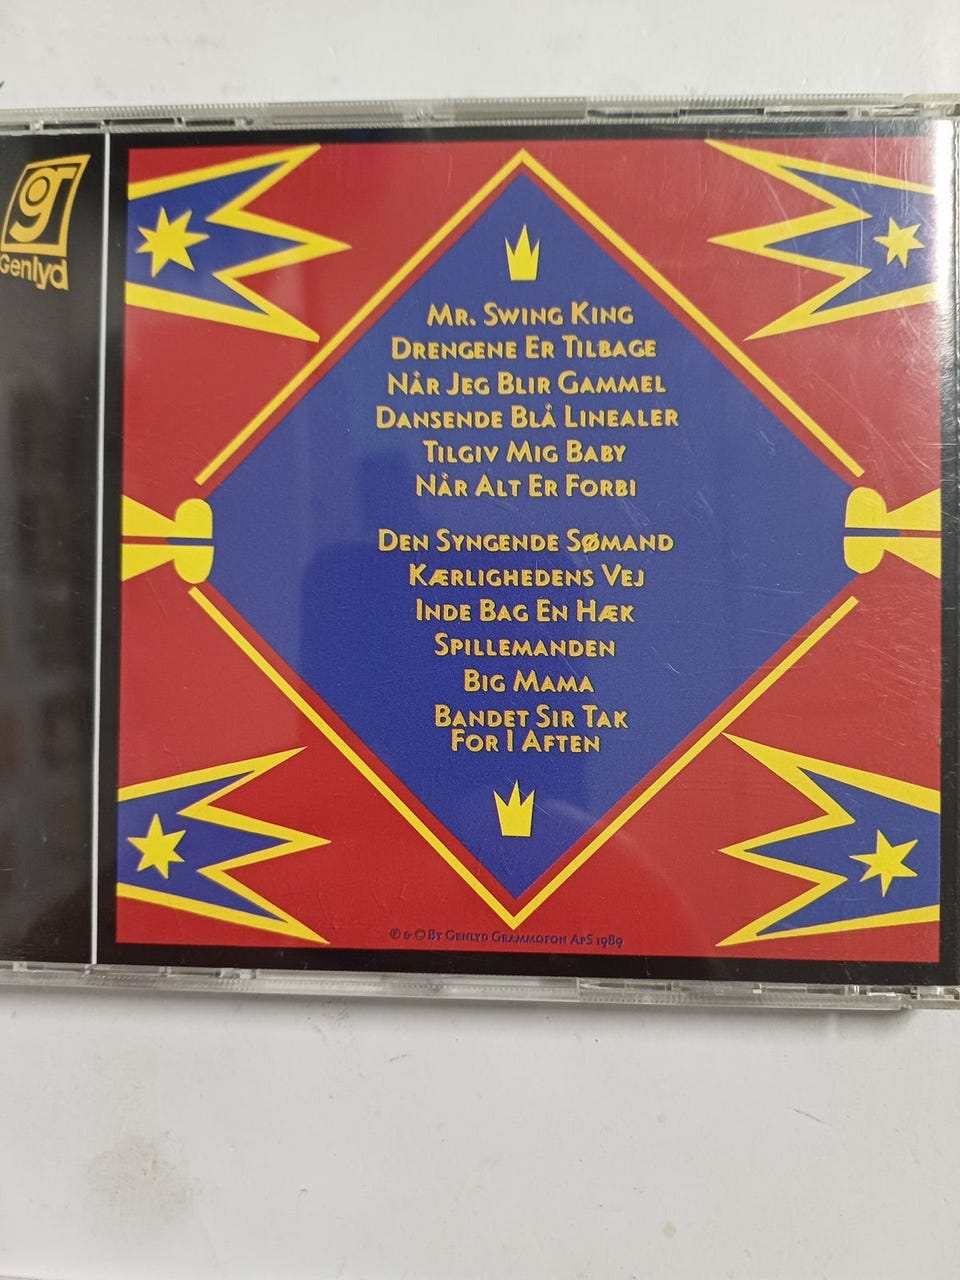 gr
Genlyd
Mr. Swing King
Drengene Er Tilbage
Når Jeg Blir Gammel
Dansende Blå Linealer
Tilgiv Mig Baby
Når Alt Er Forbi
Den Syngende Sømand
Kærlighedens Vej
Inde Bag En Hæk
Spillemanden
Big Mama
Bandet Sir Tak
For I Aften
℗ & © By Genlyd Grammofon ApS 1989